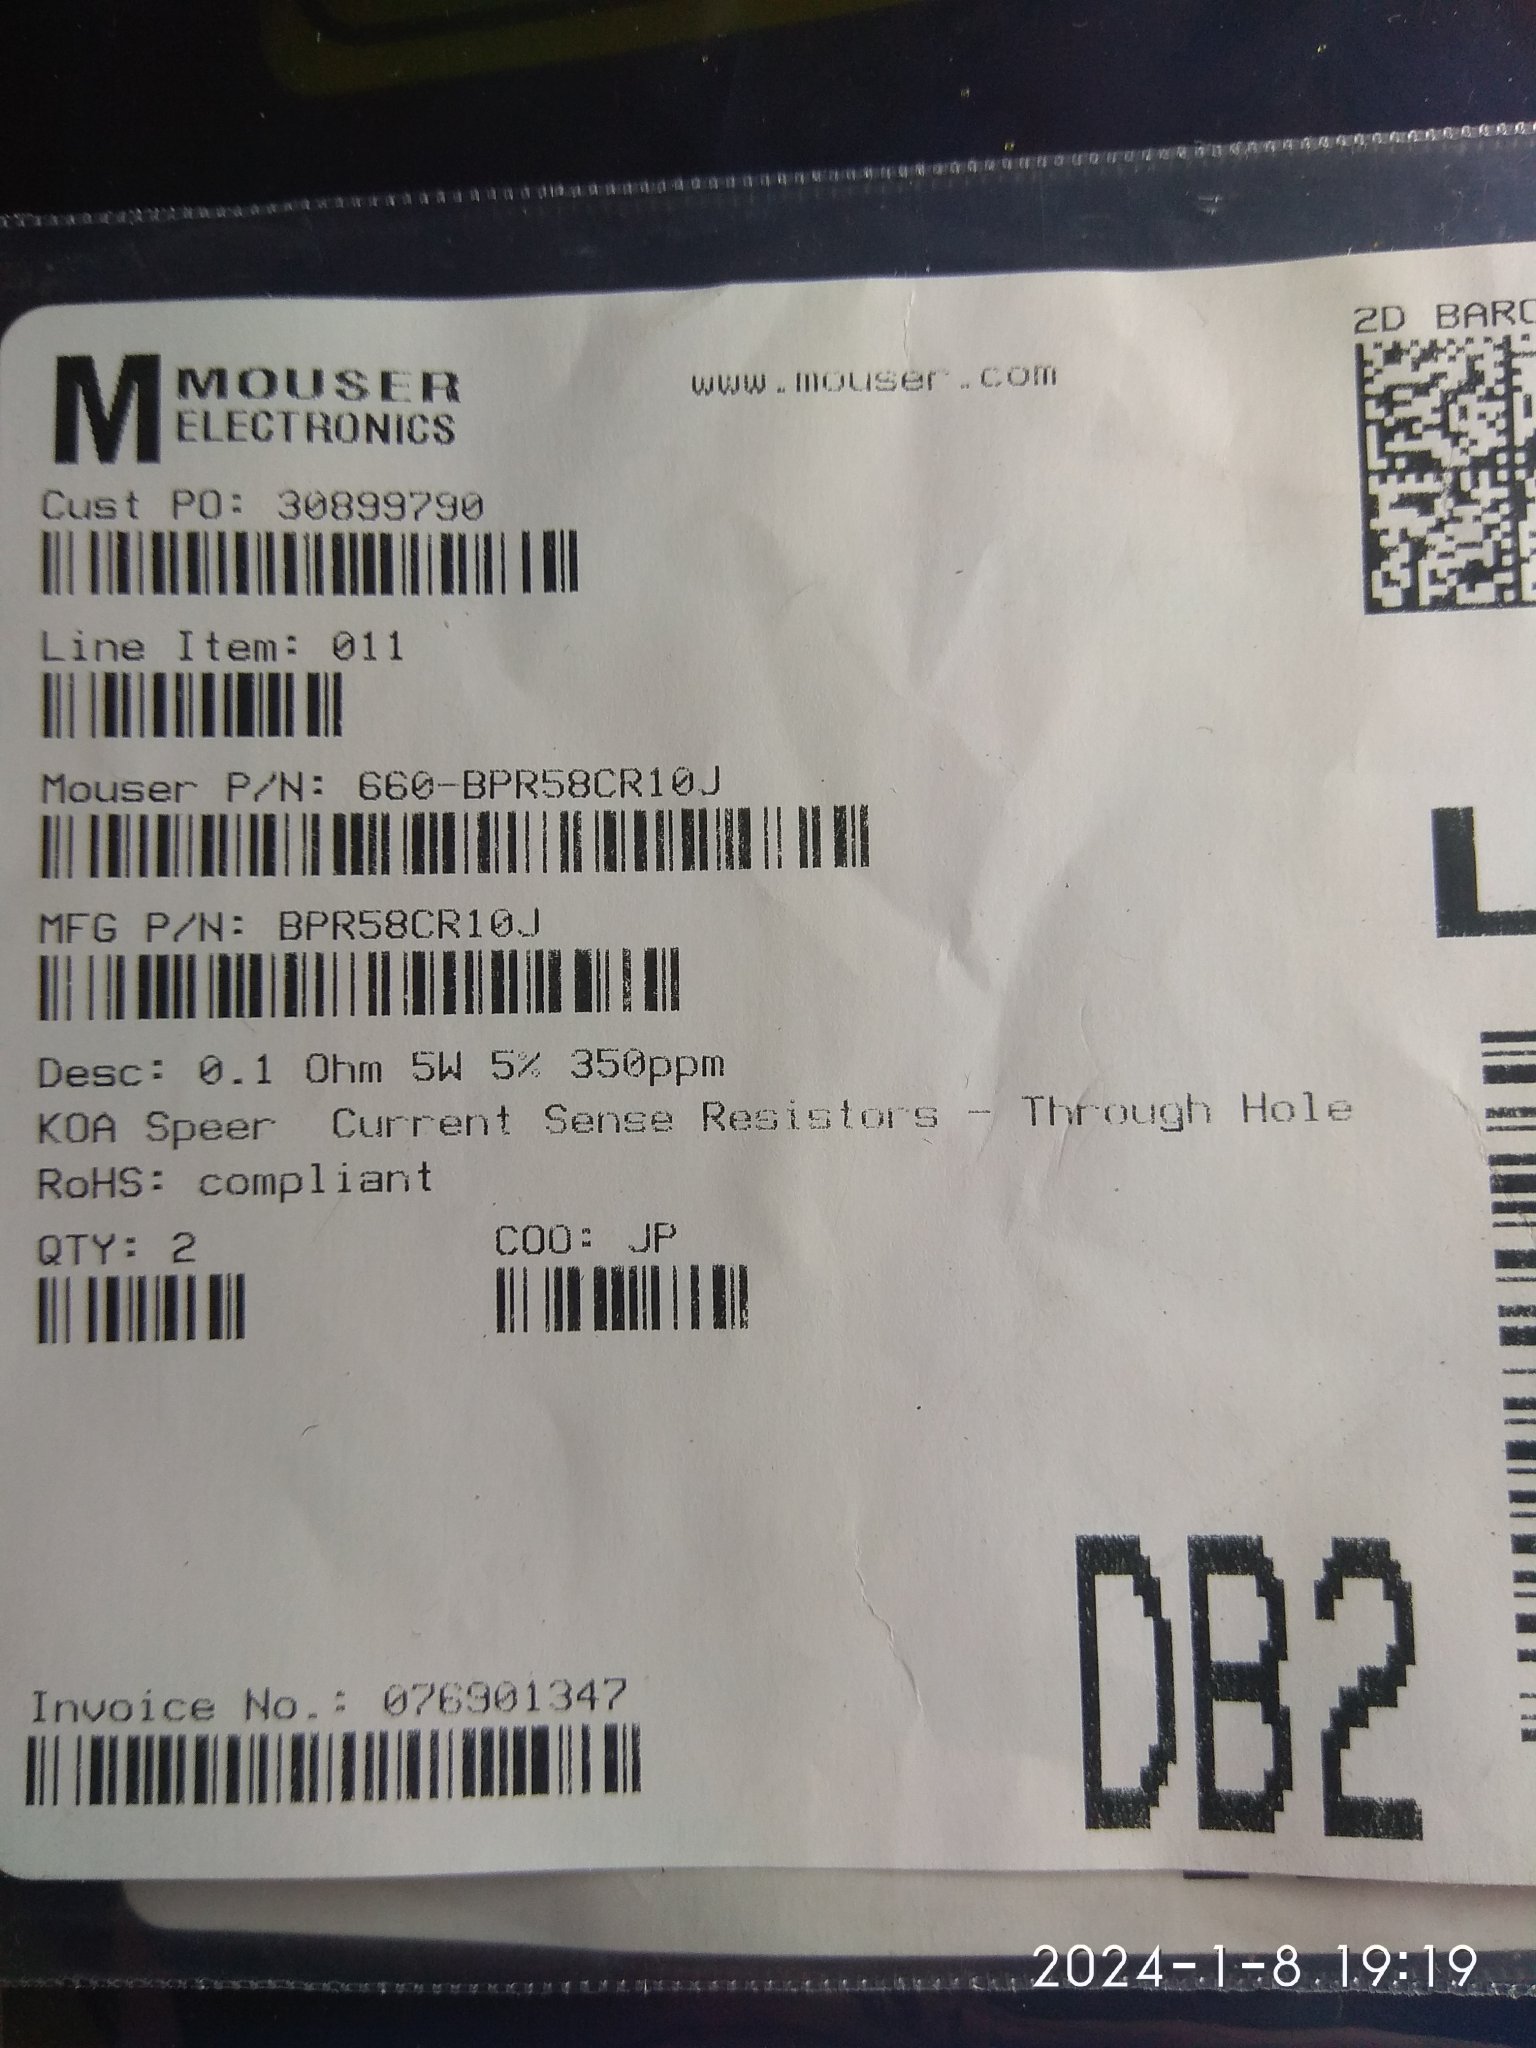 2D BARC
M MOUSER
ELECTRONICS
www.mouser.com
Cust PO: 30899790
Line Item: 011
Mouser P/N: 660-BPR58CR10J
MFG P/N: BPR58CR10J
Desc: 0.1 Ohm 5W 5% 350ppm
KOA Speer Current Sense Resistors - Through Hole
RoHS: compliant
QTY: 2 COO: JP
Invoice No.: 076901347
DB2
2024-1-8 19:19